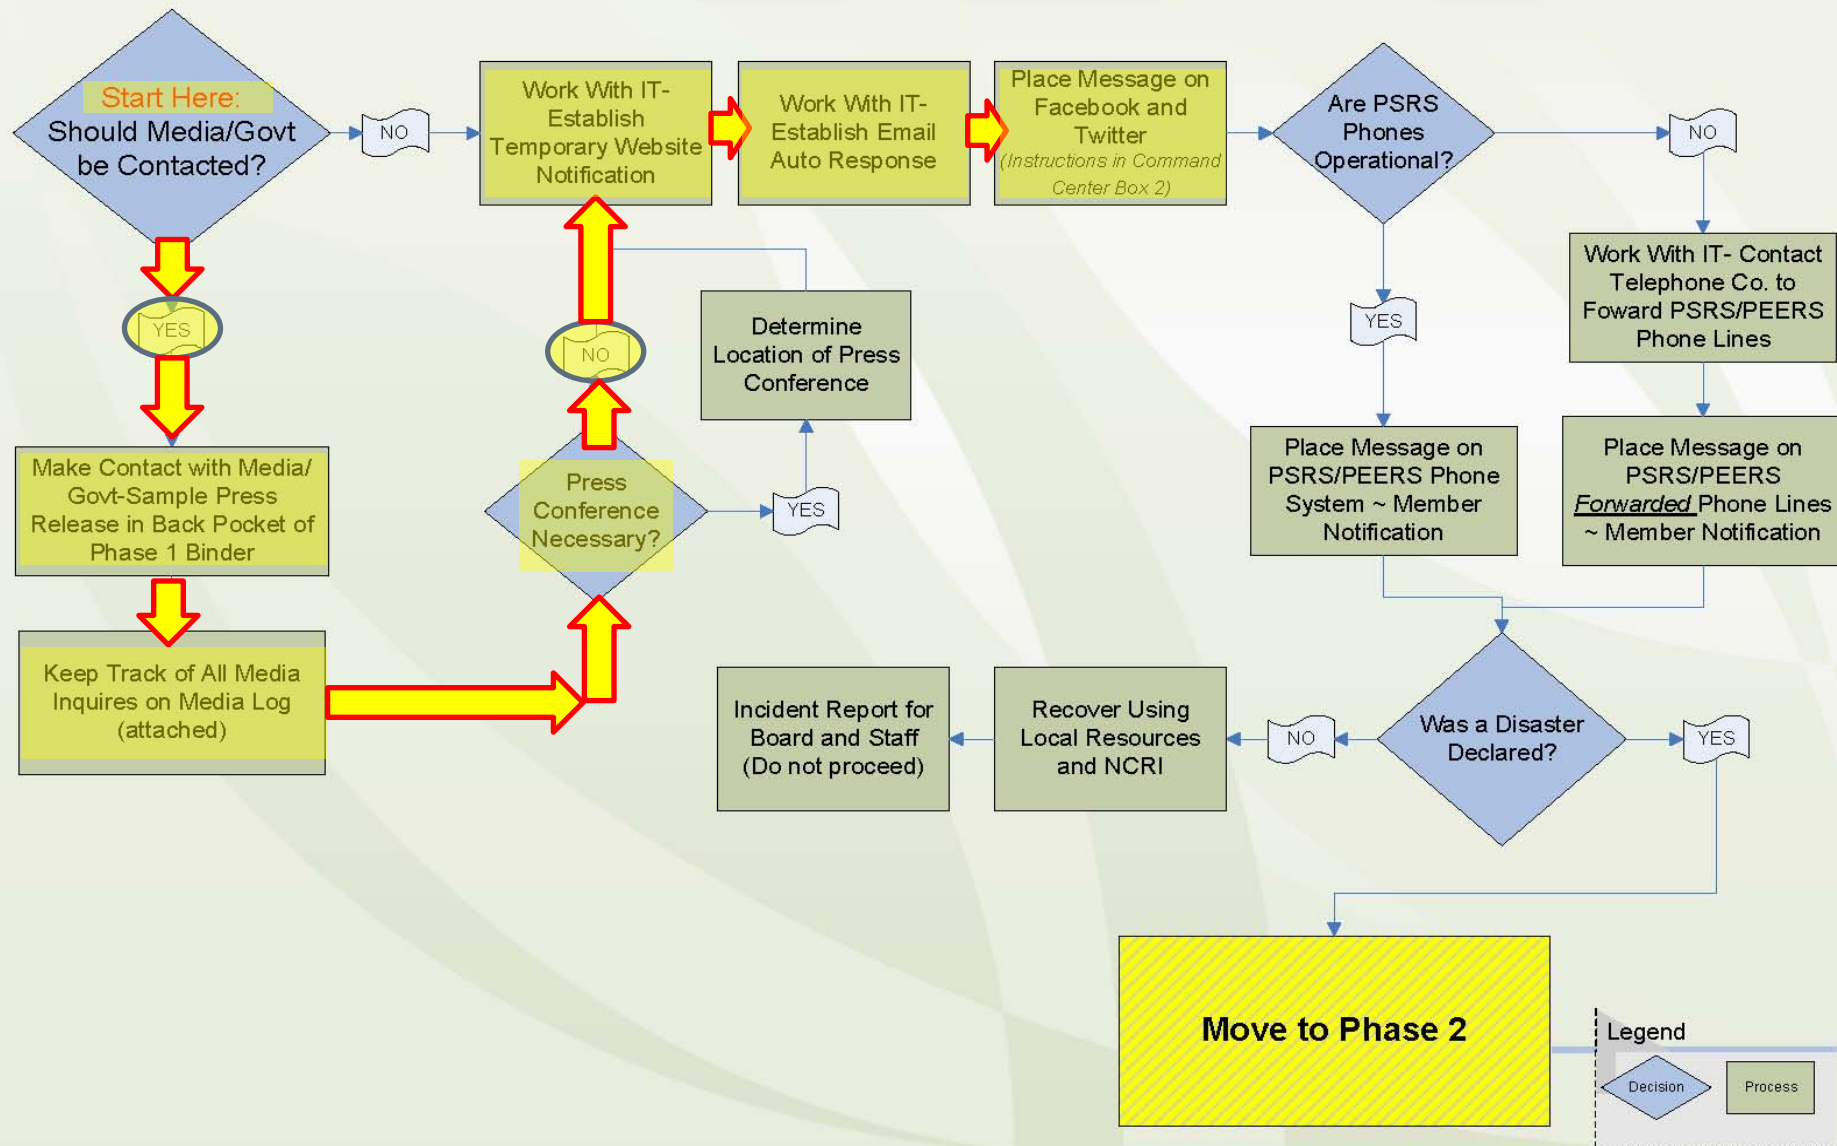 Start Here:
Should Media/Govt
be Contacted?
NO
YES
Make Contact with Media/
Govt-Sample Press
Release in Back Pocket of
Phase 1 Binder
Keep Track of All Media
Inquires on Media Log
(attached)
Press
Conference
Necessary?
NO
YES
Determine
Location of Press
Conference
Work With IT-
Establish
Temporary Website
Notification
Work With IT-
Establish Email
Auto Response
Place Message on
Facebook and
Twitter
(Instructions in Command
Center Box 2)
Are PSRS
Phones
Operational?
NO
YES
Work With IT- Contact
Telephone Co. to
Foward PSRS/PEERS
Phone Lines
Place Message on
PSRS/PEERS Phone
System ~ Member
Notification
Place Message on
PSRS/PEERS
Forwarded Phone Lines
~ Member Notification
Was a Disaster
Declared?
NO
YES
Recover Using
Local Resources
and NCRI
Incident Report for
Board and Staff
(Do not proceed)
Move to Phase 2
Legend
Decision
Process